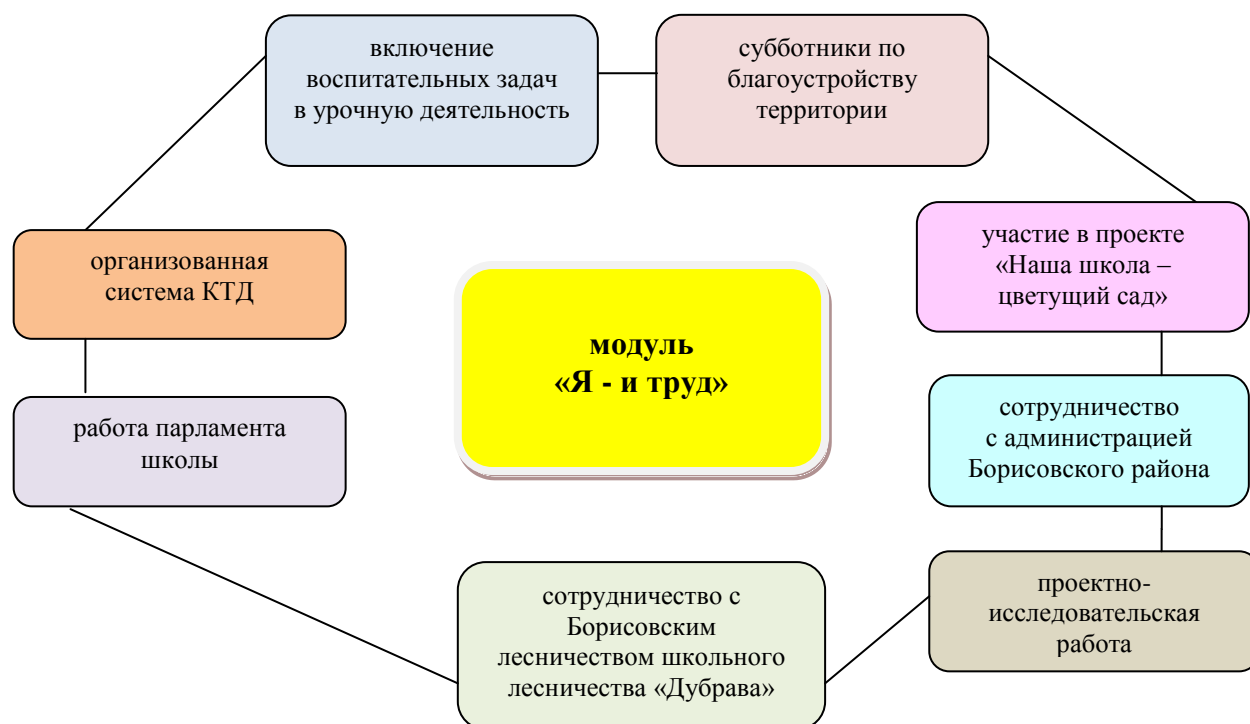 включение
воспитательных задач
в урочную деятельность
субботники по
благоустройству
территории
организованная
система КТД
участие в проекте
«Наша школа –
цветущий сад»
модуль
«Я - и труд»
работа парламента
школы
сотрудничество
с администрацией
Борисовского района
сотрудничество с
Борисовским
лесничеством школьного
лесничества «Дубрава»
проектно-
исследовательская
работа